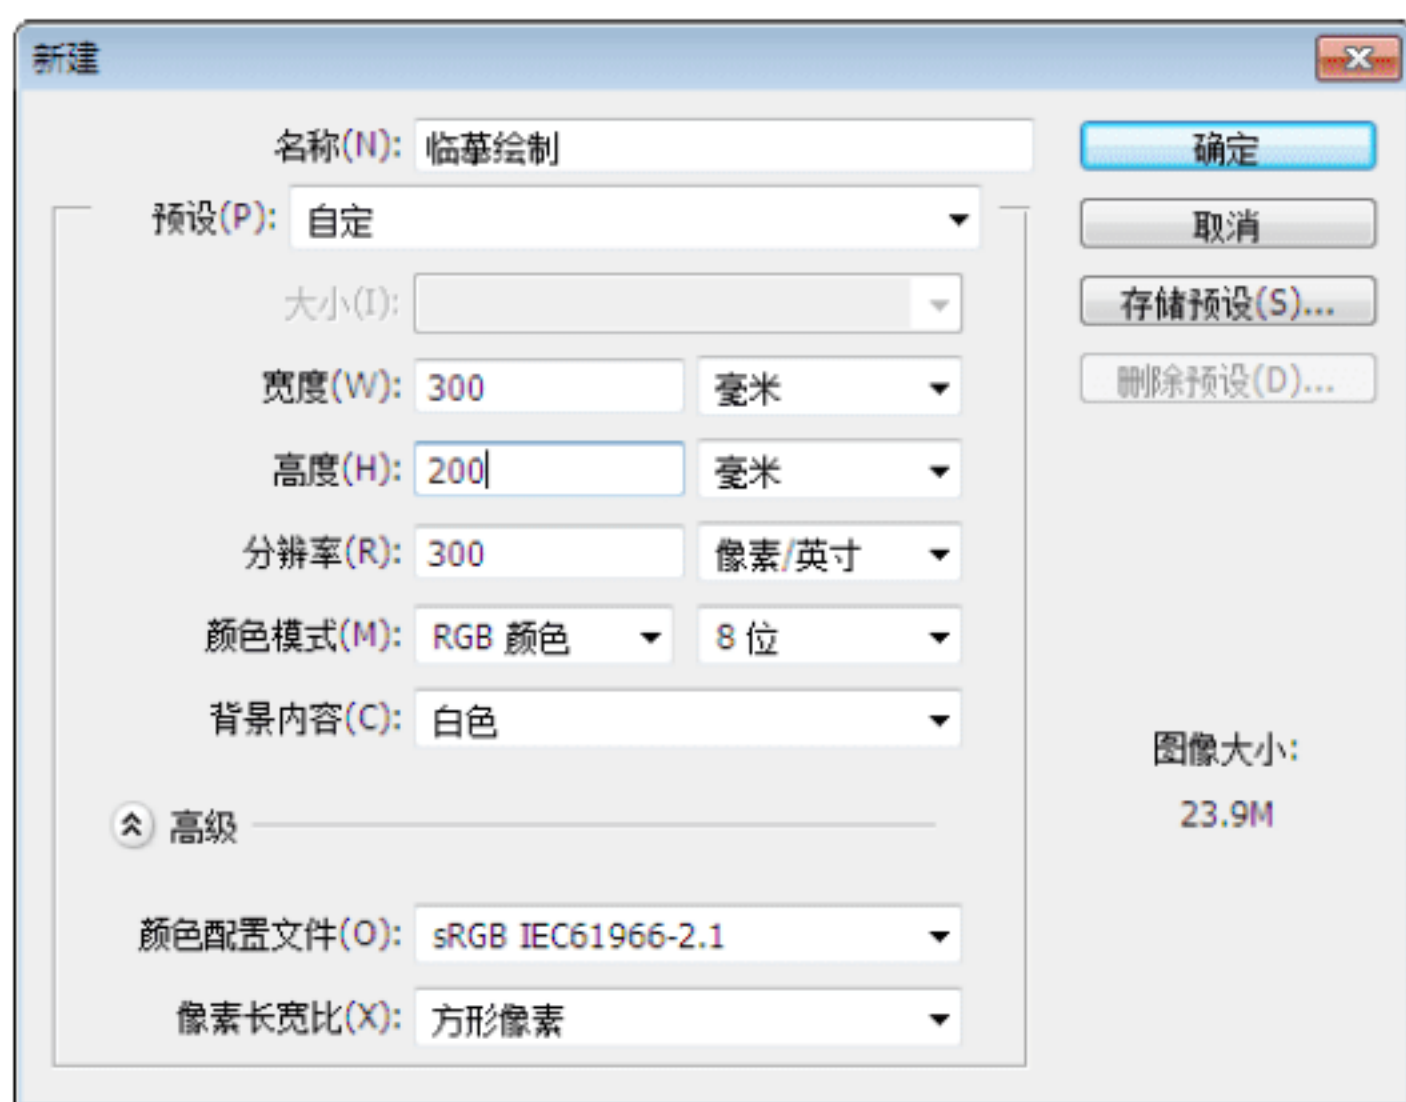 新建
名称(N): 临摹绘制
确定
预设(P): 自定
取消
大小(I):
存储预设(S)...
宽度(W): 300 毫米
删除预设(D)...
高度(H): 200 毫米
分辨率(R): 300 像素/英寸
颜色模式(M): RGB 颜色 8 位
背景内容(C): 白色
图像大小:
23.9M
高级
颜色配置文件(O): sRGB IEC61966-2.1
像素长宽比(X): 方形像素